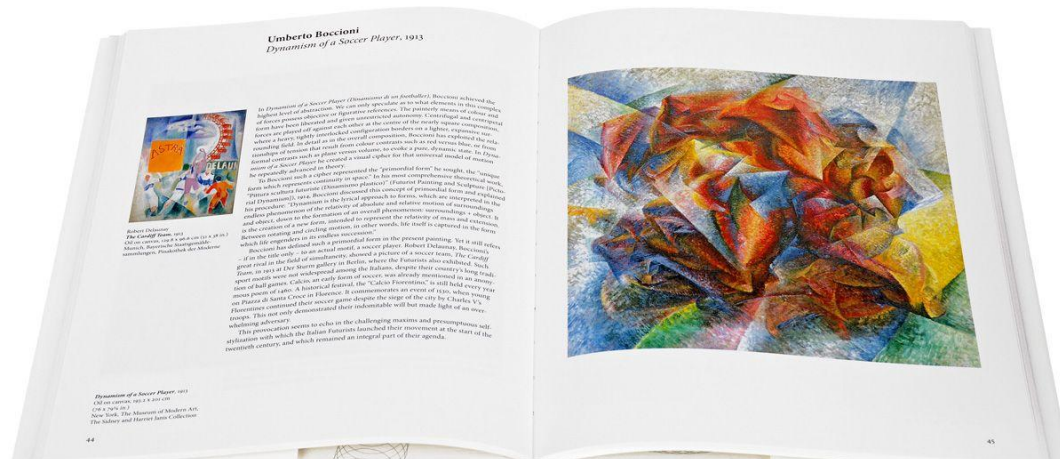 Umberto Boccioni
Dynamism of a Soccer Player, 1913
In Dynamism of a Soccer Player (Dinamismo di un footballer), Boccioni achieved the
highest level of abstraction. We can only speculate as to what elements in this complex
of forces possess objective or figurative references. The painterly means of colour and
form have been liberated and given unrestricted autonomy. Centrifugal and centripetal
forces are played off against each other at the centre of the nearly square composition,
where a heavy, tightly interlocked configuration borders on a lighter, expansive sur-
rounding field. In detail as in the overall composition, Boccioni has exploited the rela-
tionships of tension that result from colour contrasts such as red versus blue, or from
formal contrasts such as plane versus volume, to evoke a pure, dynamic state. In Dyna-
mism of a Soccer Player he created a visual cipher for that universal model of motion
he repeatedly advanced in theory.
To Boccioni such a cipher represented the "primordial form" he sought, the "unique
form which represents continuity in space." In his most comprehensive theoretical work,
"Pittura scultura futuriste (Dinamismo plastico)" (Futurist Painting and Sculpture [Picto-
rial Dynamism]), 1914, Boccioni discussed this concept of primordial form and explained
his procedure: "Dynamism is the lyrical approach to forms, which are interpreted in the
endless phenomenon of the relativity of absolute and relative motion of surroundings
and object, down to the formation of an overall phenomenon: surroundings + object. It
is the creation of a new form, intended to represent the relativity of mass and extension.
Between rotating and circling motion, in other words, life itself is captured in the form
which life engenders in its endless succession."
Boccioni has defined such a primordial form in the present painting. Yet it still refers
– if in the title only – to an actual motif, a soccer player. Robert Delaunay, Boccioni's
great rival in the field of simultaneity, showed a picture of a soccer team, The Cardiff
Team, in 1913 at Der Sturm gallery in Berlin, where the Futurists also exhibited. Such
sport motifs were not widespread among the Italians, despite their country's long tradi-
tion of ball games. Calcio, an early form of soccer, was already mentioned in an anony-
mous poem of 1460. A historical festival, the "Calcio Fiorentino," is still held every year
on Piazza di Santa Croce in Florence. It commemorates an event of 1530, when young
Florentines continued their soccer game despite the siege of the city by Charles V's
troops. This not only demonstrated their indomitable will but made light of an over-
whelming adversary.
This provocation seems to echo in the challenging maxims and presumptuous self-
stylization with which the Italian Futurists launched their movement at the start of the
twentieth century, and which remained an integral part of their agenda.
ASTRA
DELAUN
Robert Delaunay
The Cardiff Team, 1913
Oil on canvas,
Munich, Bayerische Staatsgemälde-
sammlungen, Pinakothek der Moderne
Dynamism of a Soccer Player, 1913
Oil on canvas, 193.2 x 201 cm
(76 x 79⅛ in.)
New York, The Museum of Modern Art,
The Sidney and Harriet Janis Collection
44
45